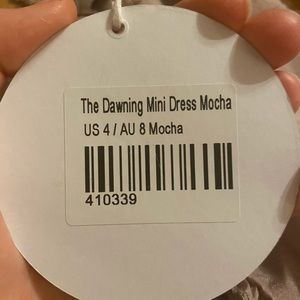 The Dawning Mini Dress Mocha
US 4 / AU 8 Mocha
410339